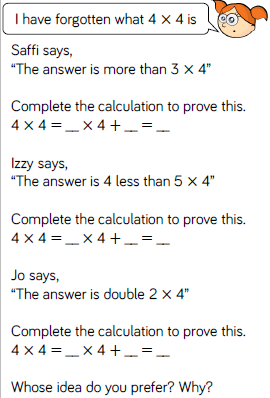 I have forgotten what 4 × 4 is
Saffi says,
“The answer is more than 3 × 4”
Complete the calculation to prove this.
4 × 4 = __ × 4 + __ = __
Izzy says,
“The answer is 4 less than 5 × 4”
Complete the calculation to prove this.
4 × 4 = __ × 4 + __ = __
Jo says,
“The answer is double 2 × 4”
Complete the calculation to prove this.
4 × 4 = __ × 4 + __ = __
Whose idea do you prefer? Why?